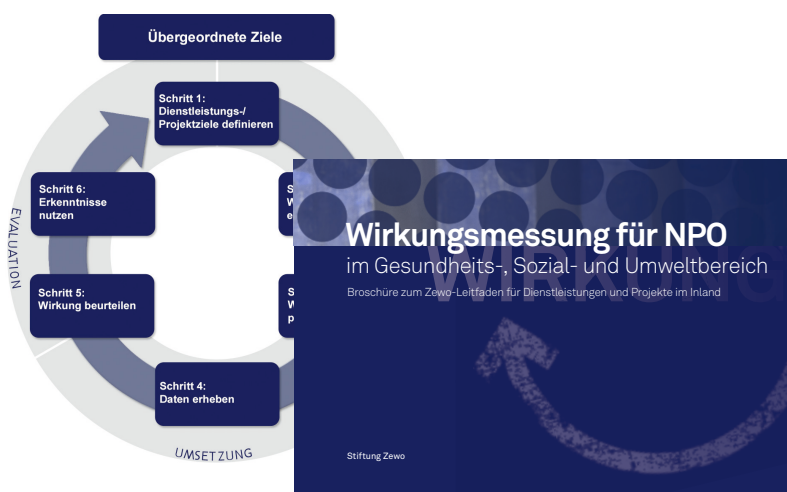 Übergeordnete Ziele
Schritt 1:
Dienstleistungs-/
Projektziele definieren
Schritt 6:
Erkenntnisse
nutzen
Schritt 5:
Wirkung beurteilen
Schritt 4:
Daten erheben
EVALUATION
UMSETZUNG
Wirkungsmessung für NPO
im Gesundheits-, Sozial- und Umweltbereich
Broschüre zum Zewo-Leitfaden für Dienstleistungen und Projekte im Inland
WIRKUNG
Stiftung Zewo